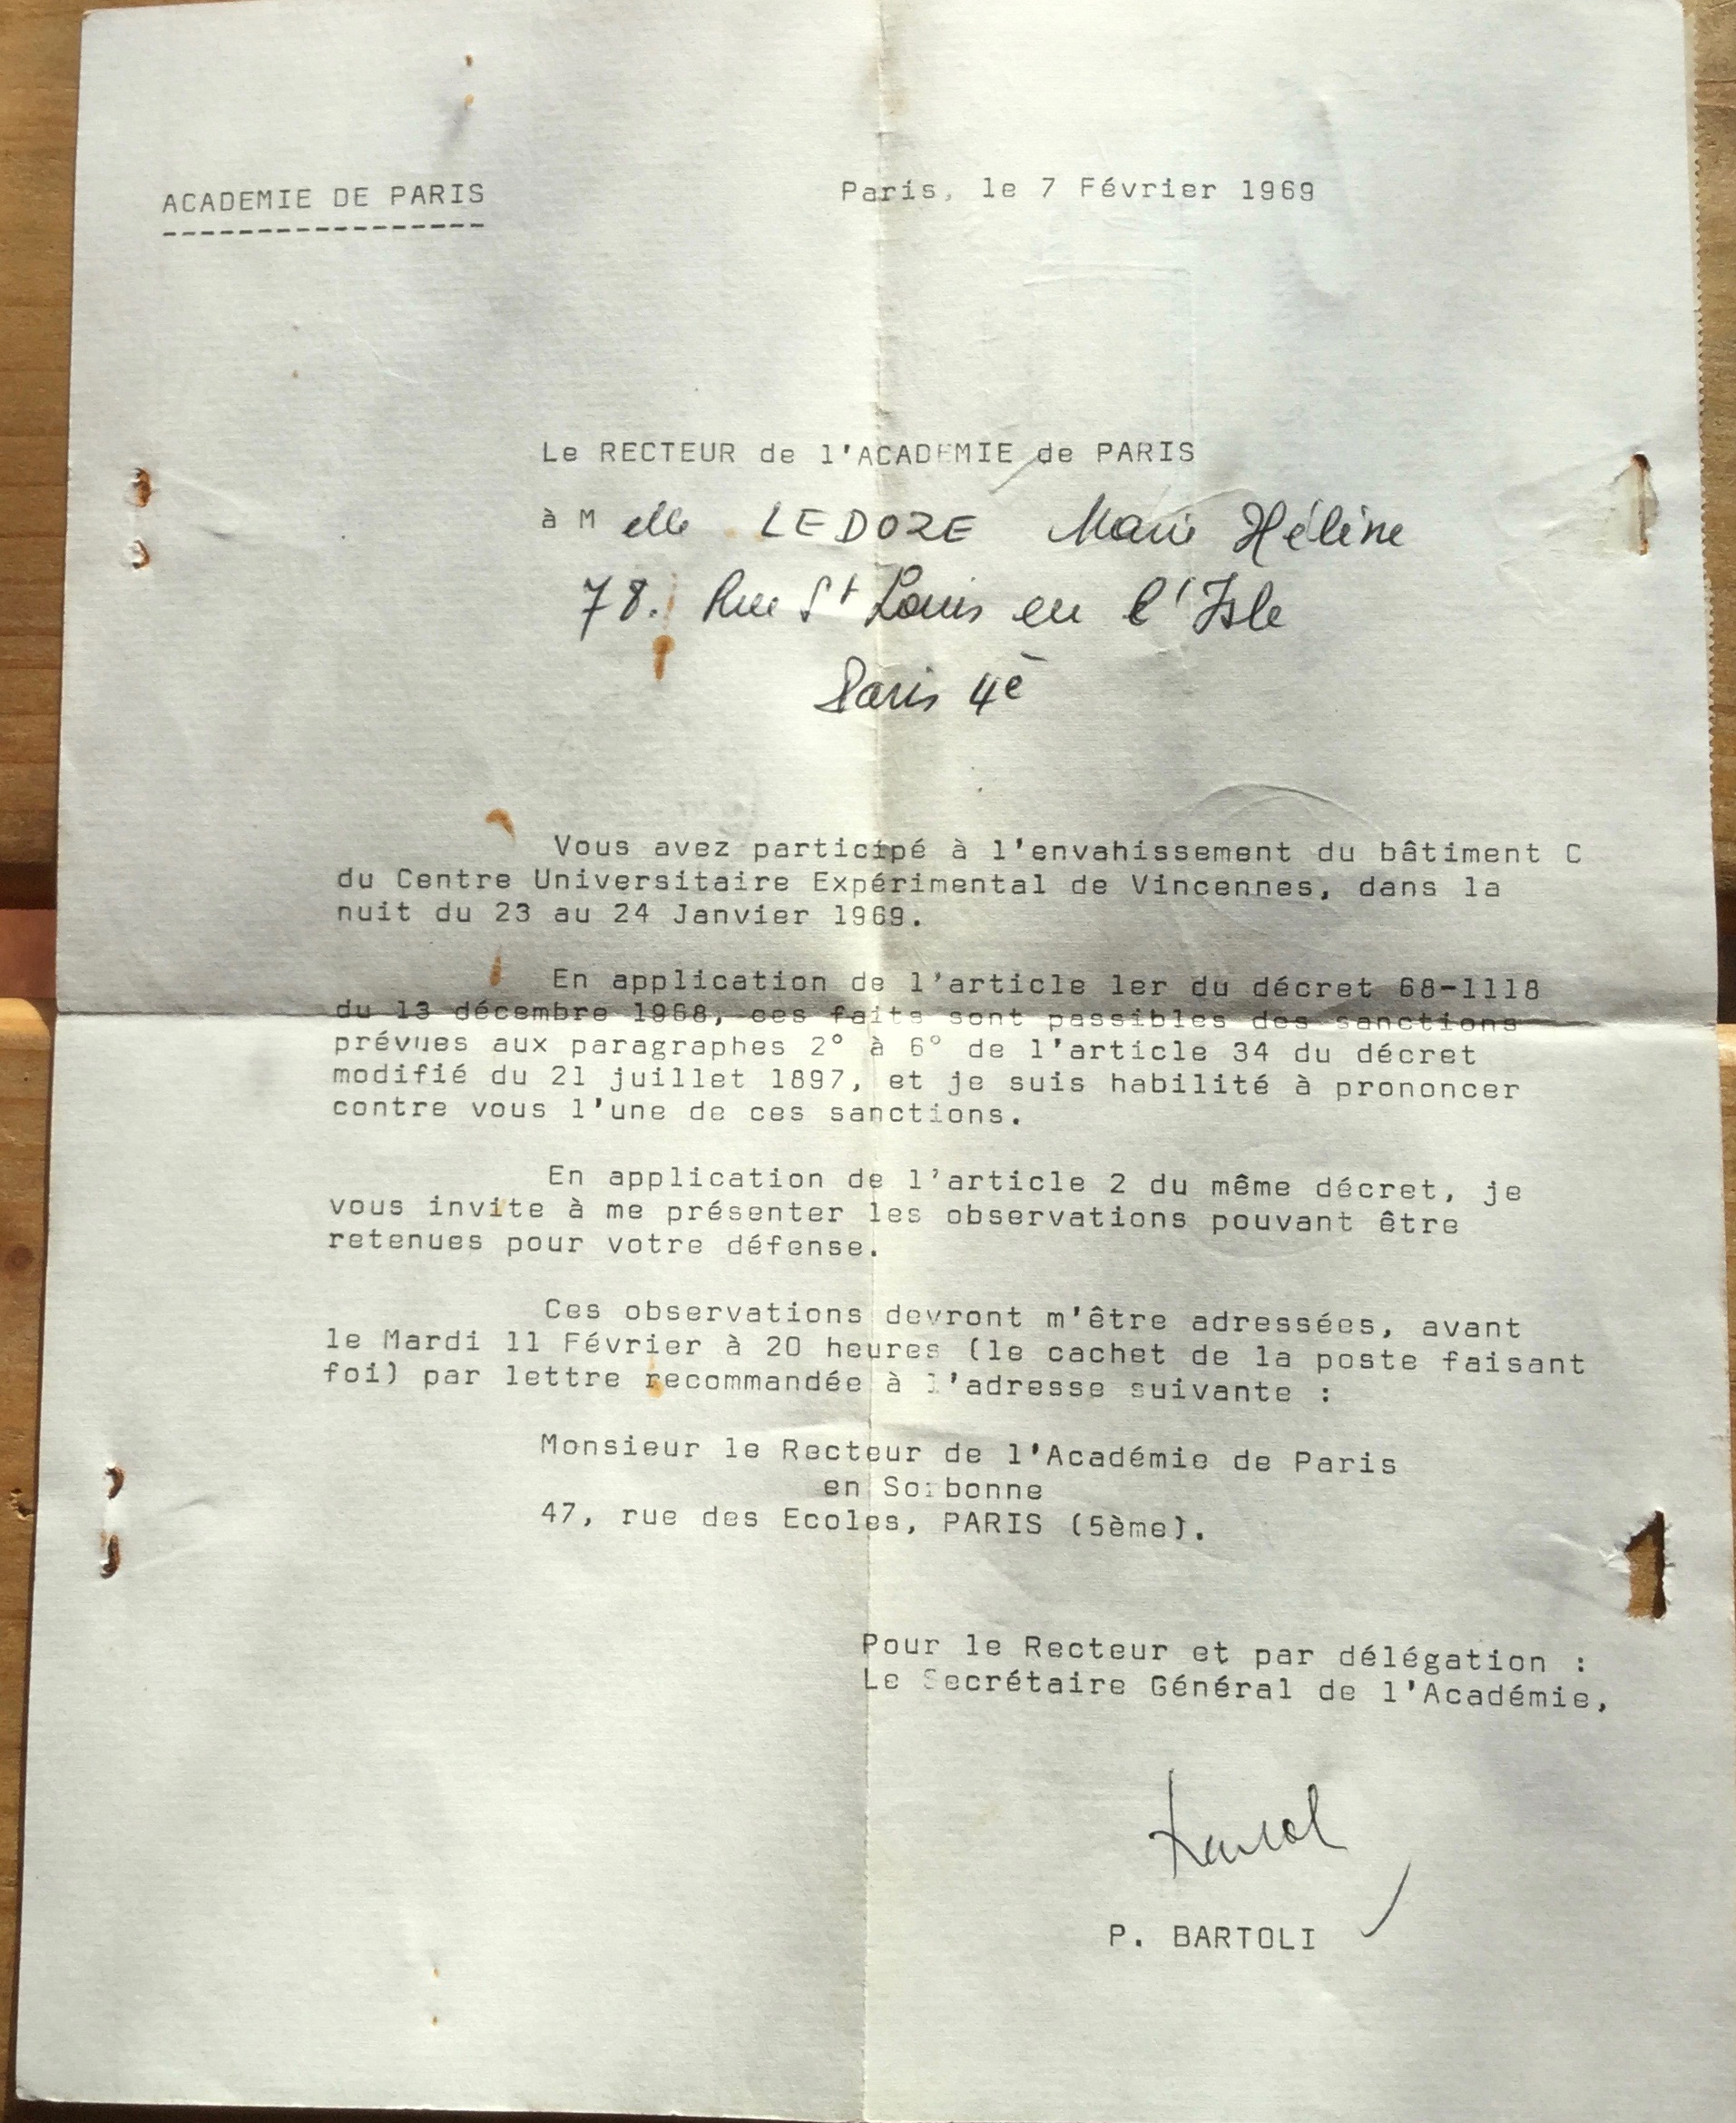 ACADEMIE DE PARIS
Paris, le 7 Février 1969
Le RECTEUR de l'ACADEMIE de PARIS
à Melle LEDOZE Marie Hélène
78. Rue St Louis en l'Isle
Paris 4è
Vous avez participé à l'envahissement du bâtiment C
du Centre Universitaire Expérimental de Vincennes, dans la
nuit du 23 au 24 Janvier 1969.
En application de l'article 1er du décret 68-1118
du 13 décembre 1968, ces faits sont passibles des sanctions
prévues aux paragraphes 2° à 6° de l'article 34 du décret
modifié du 21 juillet 1897, et je suis habilité à prononcer
contre vous l'une de ces sanctions.
En application de l'article 2 du même décret, je
vous invite à me présenter les observations pouvant être
retenues pour votre défense.
Ces observations devront m'être adressées, avant
le Mardi 11 Février à 20 heures (le cachet de la poste faisant
foi) par lettre recommandée à l'adresse suivante :
Monsieur le Recteur de l'Académie de Paris
en Sorbonne
47, rue des Ecoles, PARIS (5ème).
Pour le Recteur et par délégation :
Le Secrétaire Général de l'Académie,
P. BARTOLI